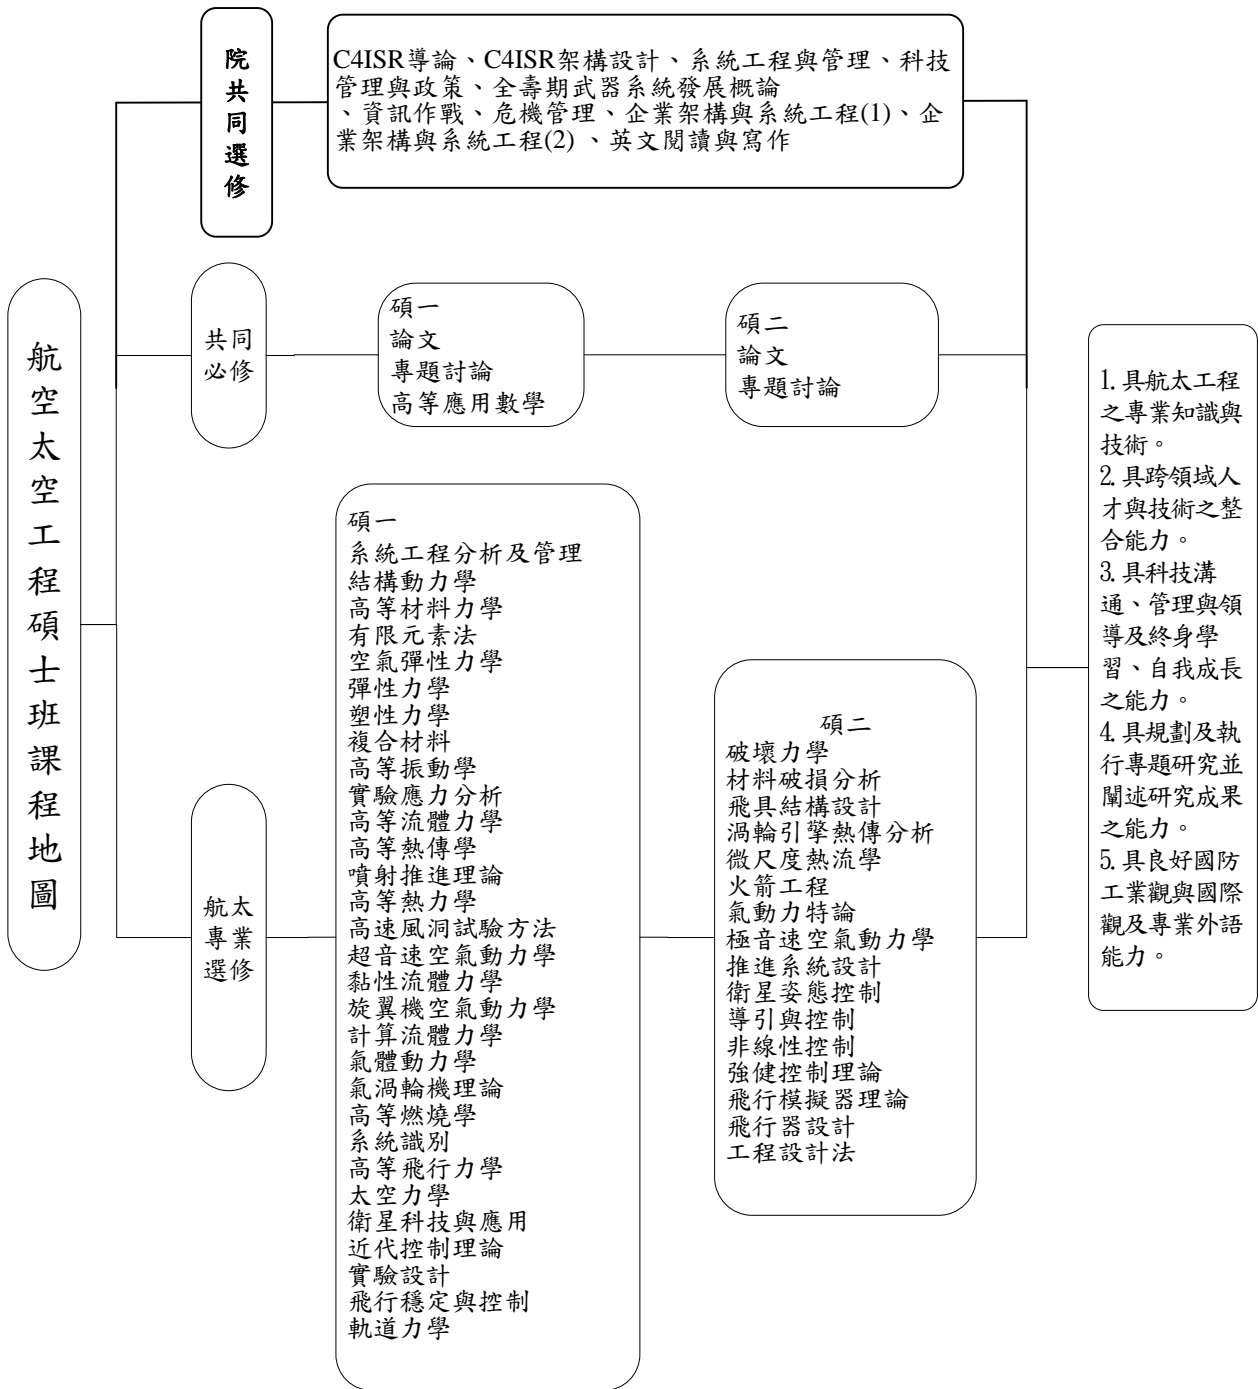 航空太空工程碩士班課程地圖
院共同選修
C4ISR導論、C4ISR架構設計、系統工程與管理、科技
管理與政策、全壽期武器系統發展概論
、資訊作戰、危機管理、企業架構與系統工程(1)、企
業架構與系統工程(2) 、英文閱讀與寫作
共同
必修
碩一
論文
專題討論
高等應用數學
碩二
論文
專題討論
航太
專業
選修
碩一
系統工程分析及管理
結構動力學
高等材料力學
有限元素法
空氣彈性力學
彈性力學
塑性力學
複合材料
高等振動學
實驗應力分析
高等流體力學
高等熱傳學
噴射推進理論
高等熱力學
高速風洞試驗方法
超音速空氣動力學
黏性流體力學
旋翼機空氣動力學
計算流體力學
氣體動力學
氣渦輪機理論
高等燃燒學
系統識別
高等飛行力學
太空力學
衛星科技與應用
近代控制理論
實驗設計
飛行穩定與控制
軌道力學
碩二
破壞力學
材料破損分析
飛具結構設計
渦輪引擎熱傳分析
微尺度熱流學
火箭工程
氣動力特論
極音速空氣動力學
推進系統設計
衛星姿態控制
導引與控制
非線性控制
強健控制理論
飛行模擬器理論
飛行器設計
工程設計法
1. 具航太工程
之專業知識與
技術。
2. 具跨領域人
才與技術之整
合能力。
3. 具科技溝
通、管理與領
導及終身學
習、自我成長
之能力。
4. 具規劃及執
行專題研究並
闡述研究成果
之能力。
5. 具良好國防
工業觀與國際
觀及專業外語
能力。